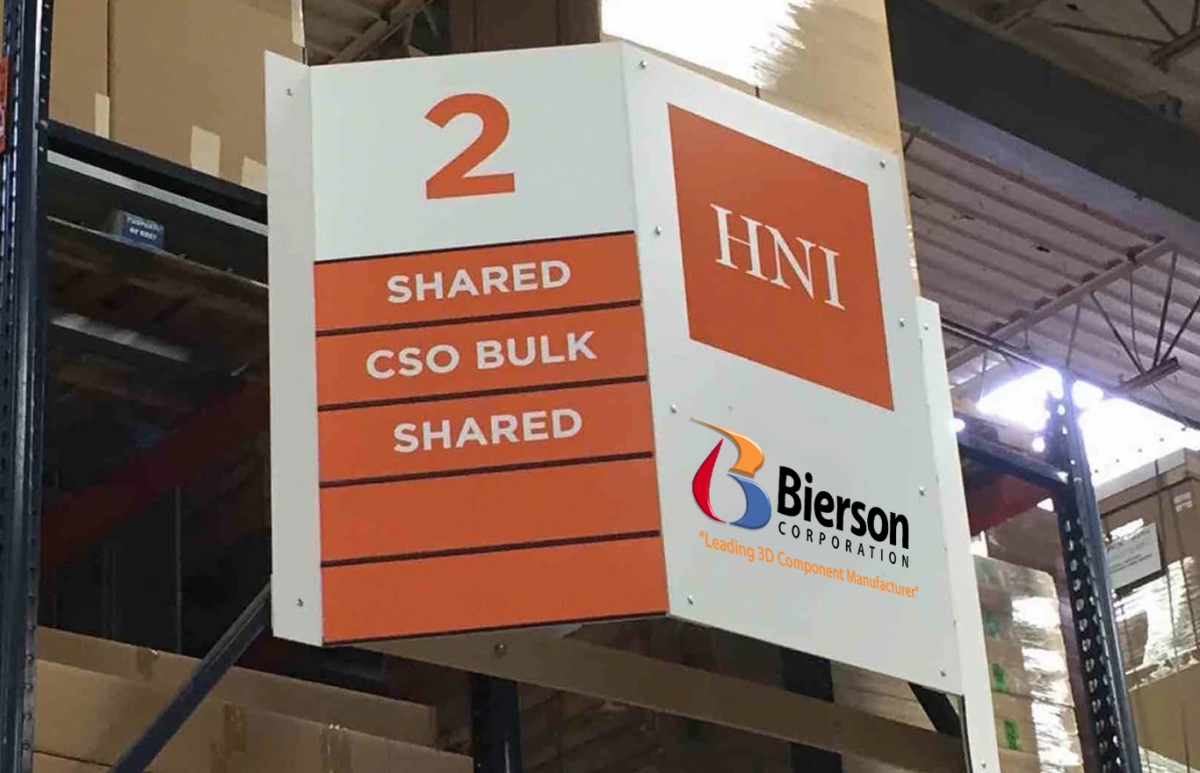 2
SHARED
CSO BULK
SHARED
HNI
Bierson
CORPORATION
"Leading 3D Component Manufacturer"